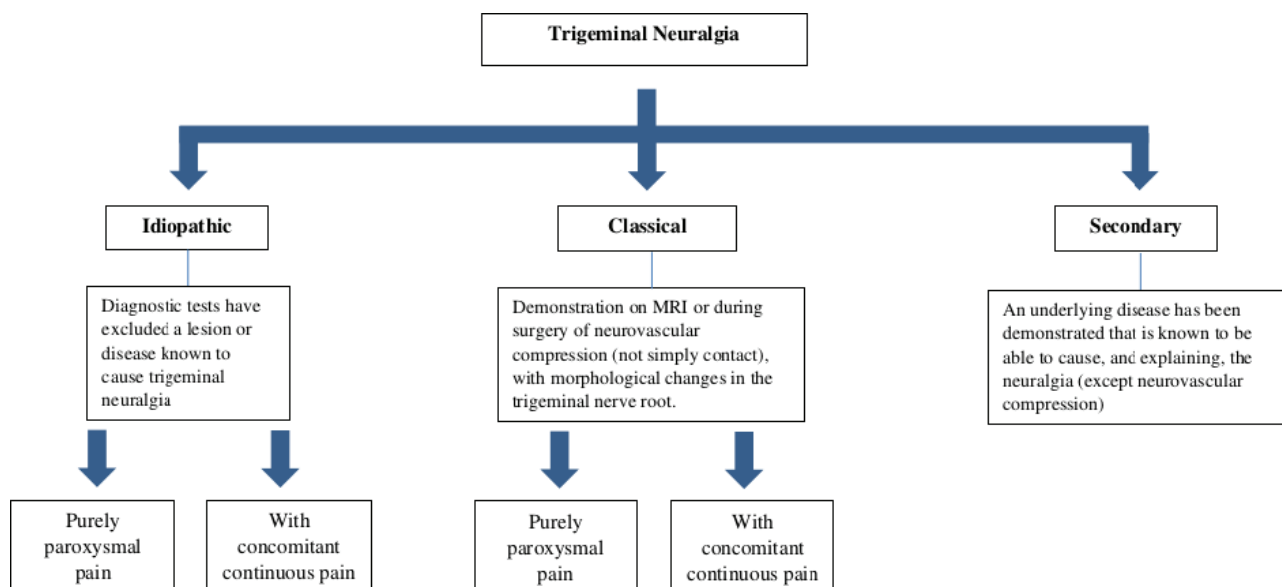 Trigeminal Neuralgia
Idiopathic
Classical
Secondary
Diagnostic tests have
excluded a lesion or
disease known to
cause trigeminal
neuralgia
Demonstration on MRI or during
surgery of neurovascular
compression (not simply contact),
with morphological changes in the
trigeminal nerve root.
An underlying disease has been
demonstrated that is known to be
able to cause, and explaining, the
neuralgia (except neurovascular
compression)
Purely
paroxysmal
pain
With
concomitant
continuous pain
Purely
paroxysmal
pain
With
concomitant
continuous pain